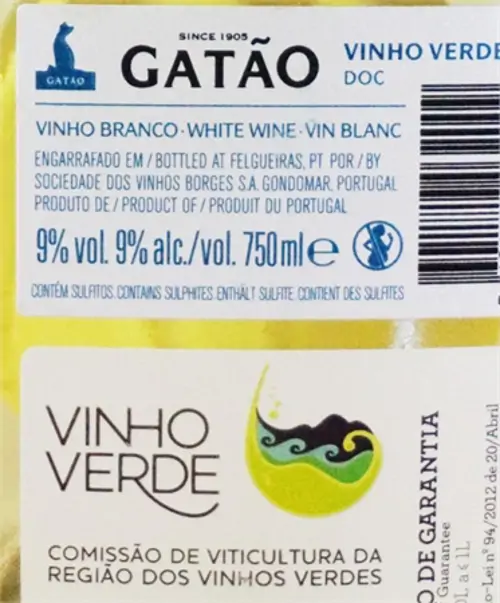 SINCE 1905
GATÃO
GATÃO
VINHO VERDE
DOC
VINHO BRANCO · WHITE WINE · VIN BLANC
ENGARRAFADO EM / BOTTLED AT FELGUEIRAS, PT POR / BY
SOCIEDADE DOS VINHOS BORGES S.A. GONDOMAR, PORTUGAL
PRODUTO DE / PRODUCT OF / PRODUIT DU PORTUGAL
9% vol. 9% alc./vol. 750ml e
CONTÉM SULFITOS. CONTAINS SULPHITES ENTHÄLT SULFITE. CONTIENT DES SULFITES
VINHO
VERDE
COMISSÃO DE VITICULTURA DA
REGIÃO DOS VINHOS VERDES
O DE GARANTIA
Guarantee
0L a ≤ 1L
o-Lei nº 94/2012 de 20/Abril